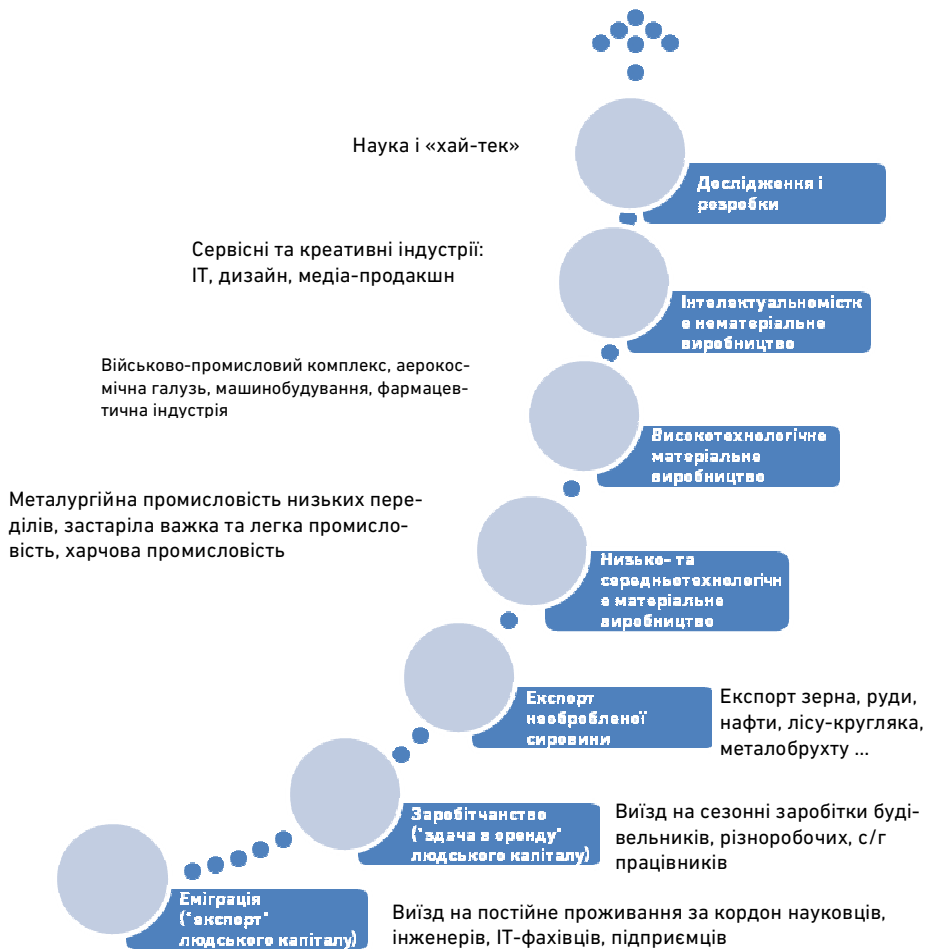 Наука і «хай-тек»
Дослідження і
розробки
Сервісні та креативні індустрії:
ІТ, дизайн, медіа-продакшн
Інтелектуальномістк
е нематеріальне
виробництво
Військово-промисловий комплекс, аерокос-
мічна галузь, машинобудування, фармацев-
тична індустрія
Високотехнологічне
матеріальне
виробництво
Металургійна промисловість низьких пере-
ділів, застаріла важка та легка промисло-
вість, харчова промисловість
Низько- та
середньотехнологічн
е матеріальне
виробництво
Експорт
необробленої
сировини
Експорт зерна, руди,
нафти, лісу-кругляка,
металобрухту ...
Заробітчанство
("здача в оренду"
людського капіталу)
Виїзд на сезонні заробітки буді-
вельників, різноробочих, с/г
працівників
Еміграція
("експорт"
людського капіталу)
Виїзд на постійне проживання за кордон науковців,
інженерів, ІТ-фахівців, підприємців